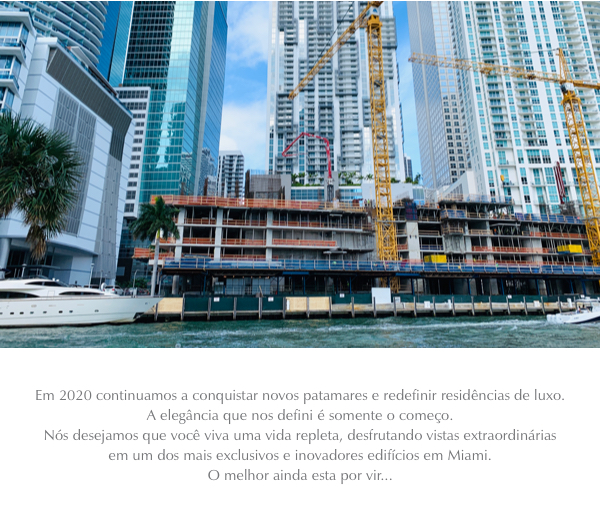 Em 2020 continuamos a conquistar novos patamares e redefinir residências de luxo.
A elegância que nos defini é somente o começo.
Nós desejamos que você viva uma vida repleta, desfrutando vistas extraordinárias
em um dos mais exclusivos e inovadores edifícios em Miami.
O melhor ainda esta por vir...